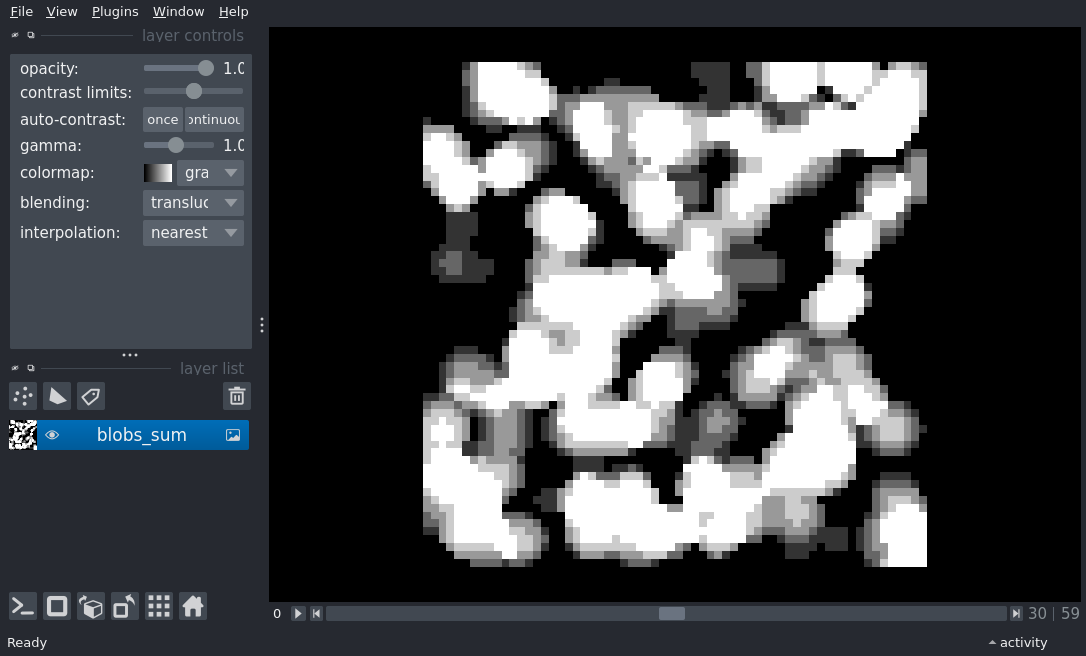 File View Plugins Window Help
layer controls
opacity: 1.0
contrast limits:
auto-contrast: once ontinuou
gamma: 1.0
colormap: gra
blending: transluc
interpolation: nearest
layer list
blobs_sum
0 30 | 59
Ready activity